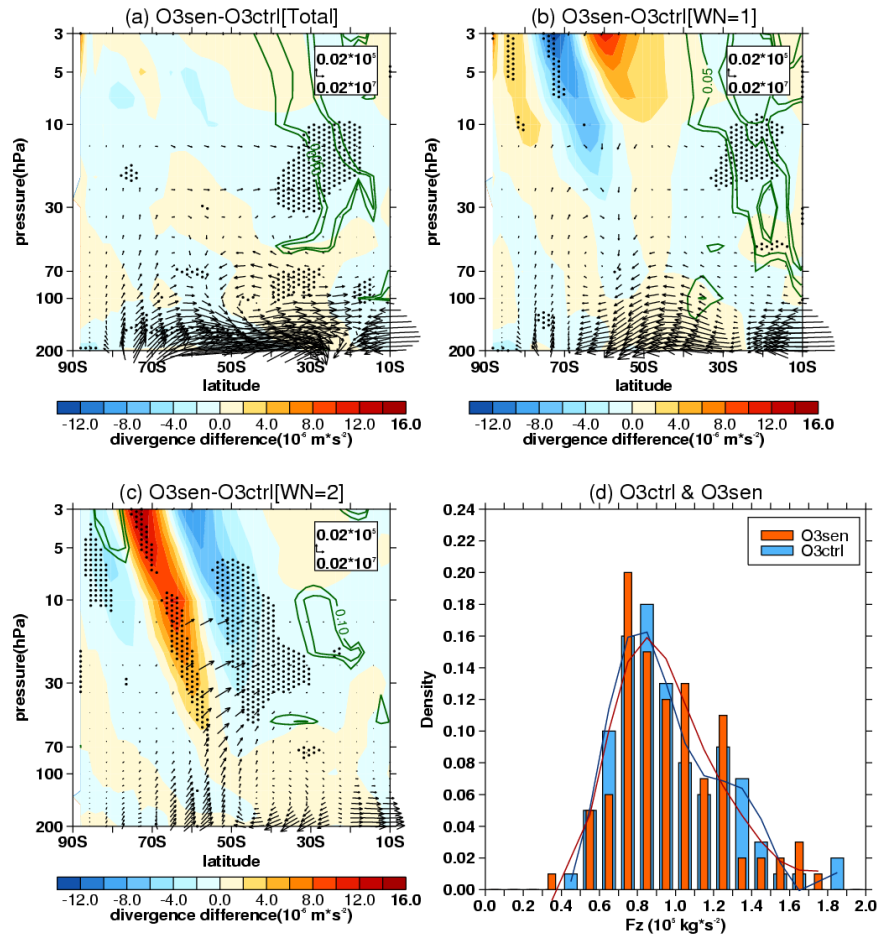 (a) O3sen-O3ctrl[Total]
3
5
10
30
70
100
200
pressure(hPa)
0.02*10⁵
0.02*10⁷
90S 70S 50S 30S 10S
latitude
-12.0 -8.0 -4.0 0.0 4.0 8.0 12.0 16.0
divergence difference(10⁻⁶ m*s⁻²)
(b) O3sen-O3ctrl[WN=1]
3
5
10
30
70
100
200
pressure(hPa)
0.05
0.02*10⁵
0.02*10⁷
90S 70S 50S 30S 10S
latitude
-12.0 -8.0 -4.0 0.0 4.0 8.0 12.0 16.0
divergence difference(10⁻⁶ m*s⁻²)
(c) O3sen-O3ctrl[WN=2]
3
5
10
30
70
100
200
pressure(hPa)
0.02*10⁵
0.02*10⁷
0.10
90S 70S 50S 30S 10S
latitude
-12.0 -8.0 -4.0 0.0 4.0 8.0 12.0 16.0
divergence difference(10⁻⁶ m*s⁻²)
(d) O3ctrl & O3sen
0.24
0.22
0.20
0.18
0.16
0.14
0.12
0.10
0.08
0.06
0.04
0.02
0.00
Density
O3sen
O3ctrl
0.0 0.4 0.6 0.8 1.0 1.2 1.4 1.6 1.8 2.0
Fz (10⁵ kg*s⁻²)